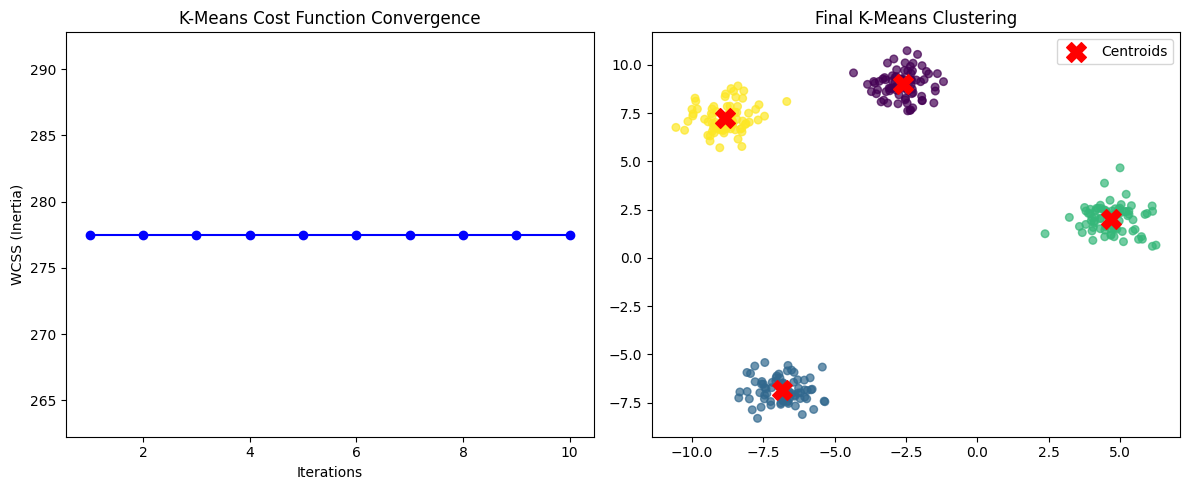 K-Means Cost Function Convergence
WCSS (Inertia)
290
285
280
275
270
265
2 4 6 8 10
Iterations
Final K-Means Clustering
Centroids
10.0
7.5
5.0
2.5
0.0
−2.5
−5.0
−7.5
−10.0 −7.5 −5.0 −2.5 0.0 2.5 5.0